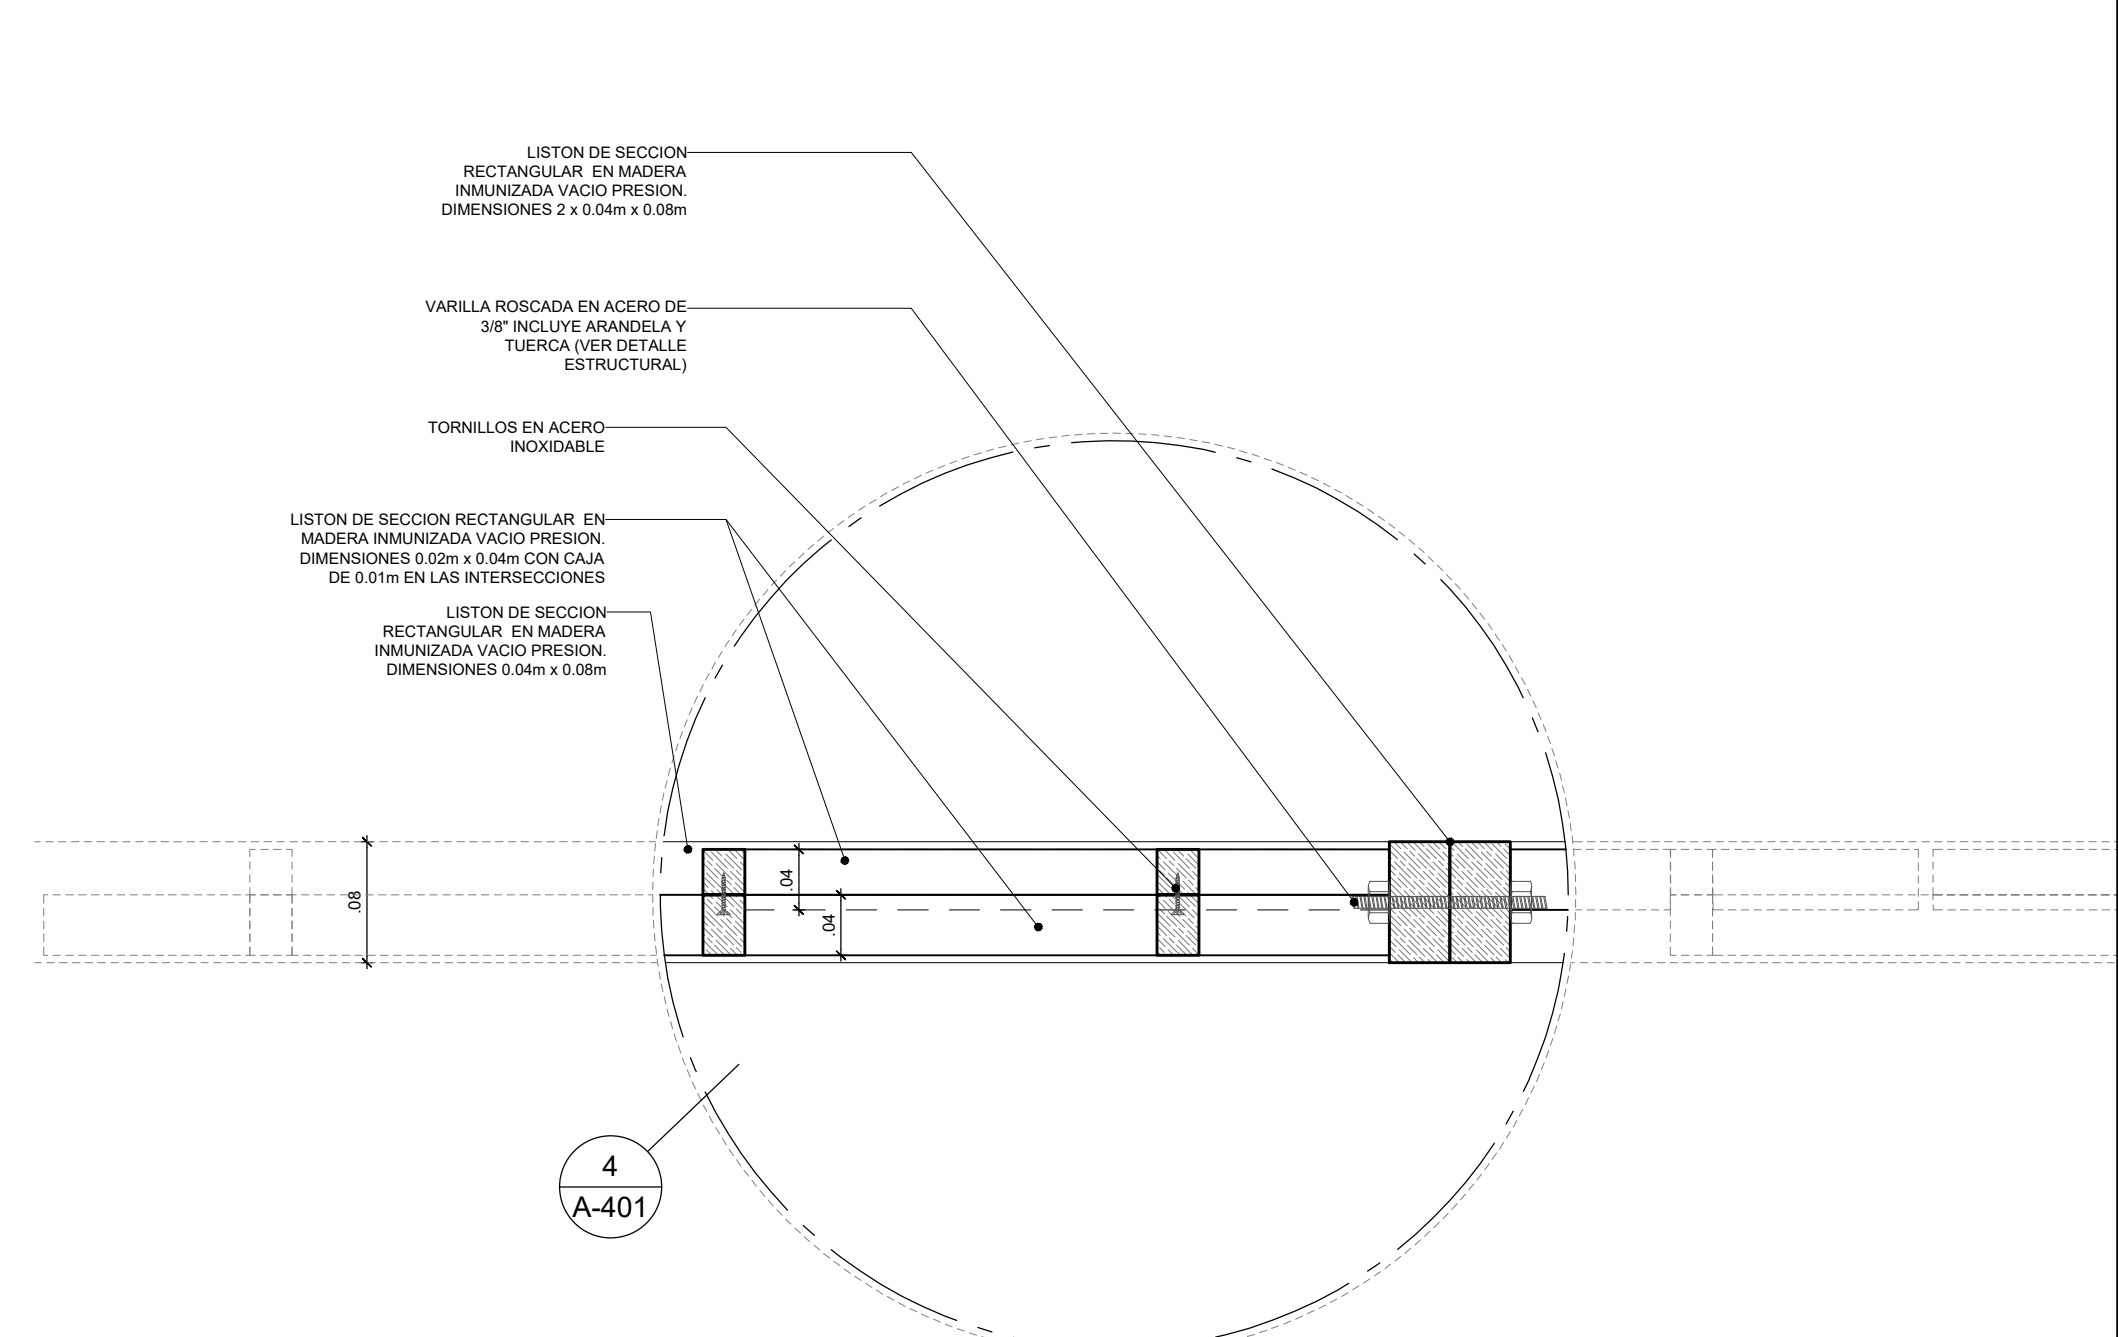 LISTON DE SECCION
RECTANGULAR EN MADERA
INMUNIZADA VACIO PRESION.
DIMENSIONES 2 x 0.04m x 0.08m
VARILLA ROSCADA EN ACERO DE
3/8" INCLUYE ARANDELA Y
TUERCA (VER DETALLE
ESTRUCTURAL)
TORNILLOS EN ACERO
INOXIDABLE
LISTON DE SECCION RECTANGULAR EN
MADERA INMUNIZADA VACIO PRESION.
DIMENSIONES 0.02m x 0.04m CON CAJA
DE 0.01m EN LAS INTERSECCIONES
LISTON DE SECCION
RECTANGULAR EN MADERA
INMUNIZADA VACIO PRESION.
DIMENSIONES 0.04m x 0.08m
.08
.04
.04
4
A-401